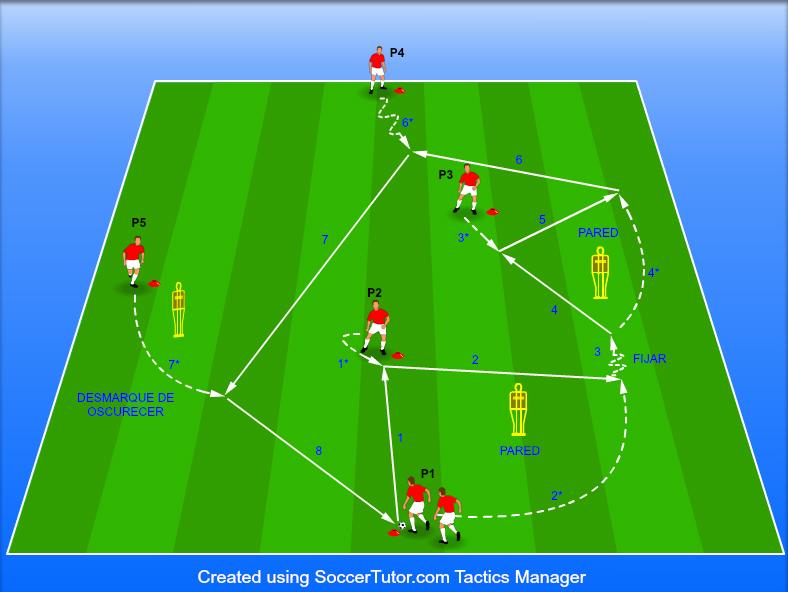 P4
6*
6
P3
P5
5
PARED
7
3*
4*
P2
4
1*
2
3
FIJAR
7*
DESMARQUE DE
OSCURECER
1
PARED
8
P1
2*
Created using SoccerTutor.com Tactics Manager